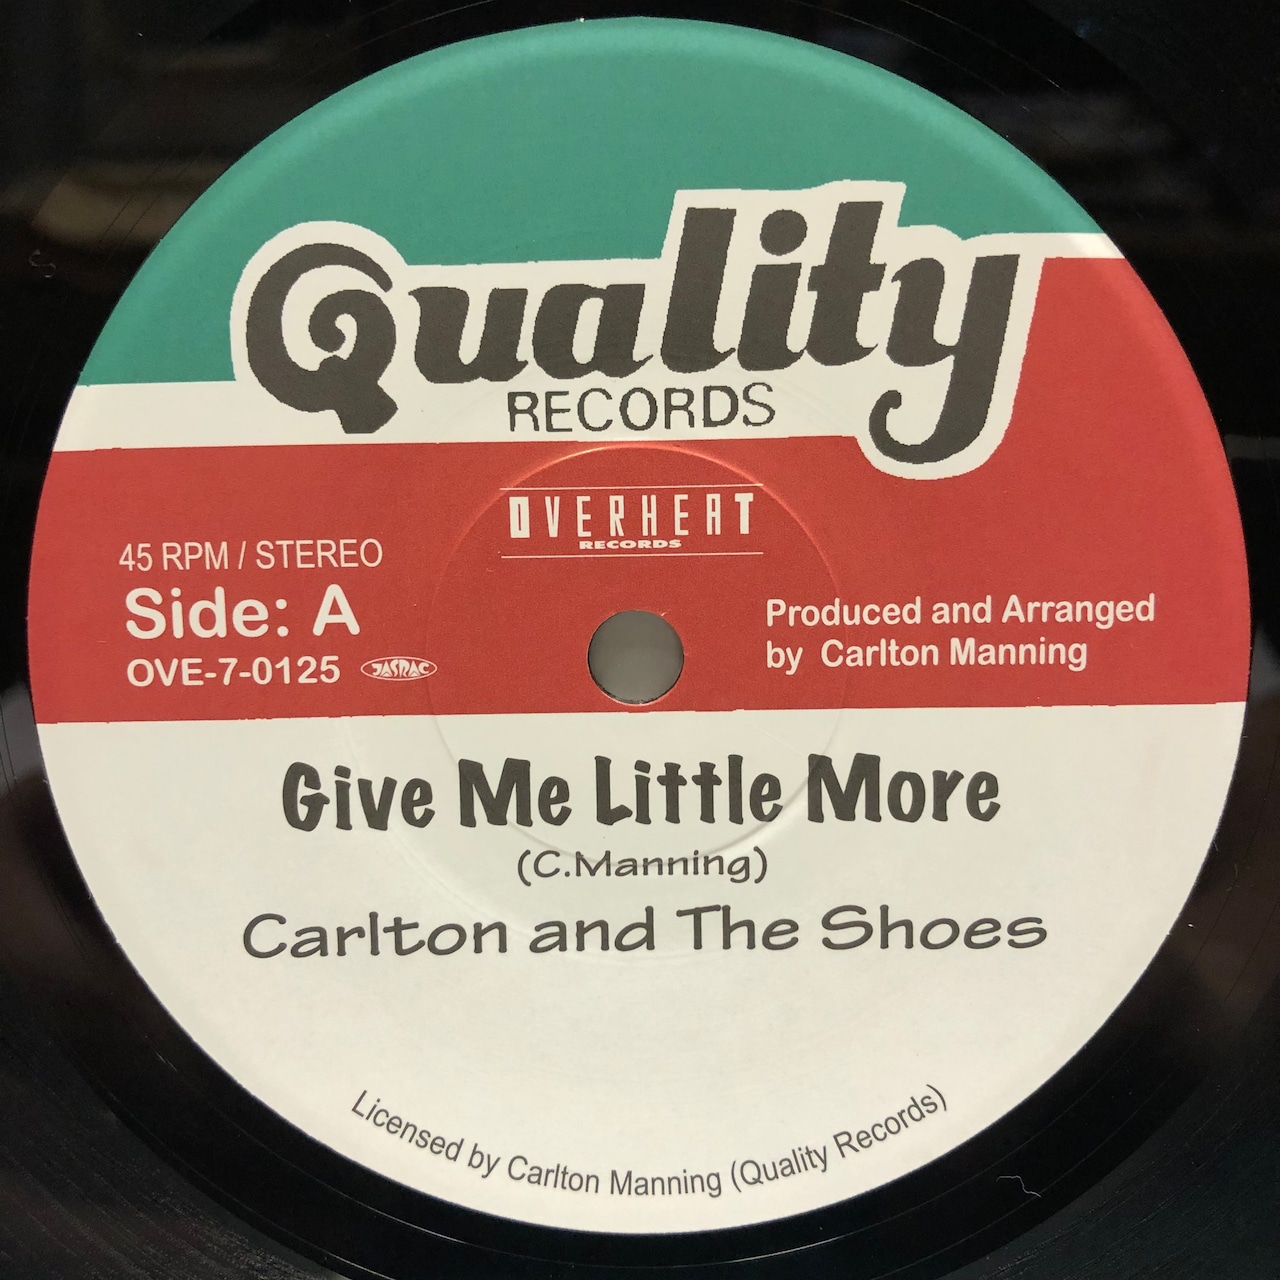 Quality
RECORDS
OVERHEAT
RECORDS
45 RPM / STEREO
Side: A
OVE-7-0125 JASRAC
Produced and Arranged
by Carlton Manning
Give Me Little More
(C.Manning)
Carlton and The Shoes
Licensed by Carlton Manning (Quality Records)